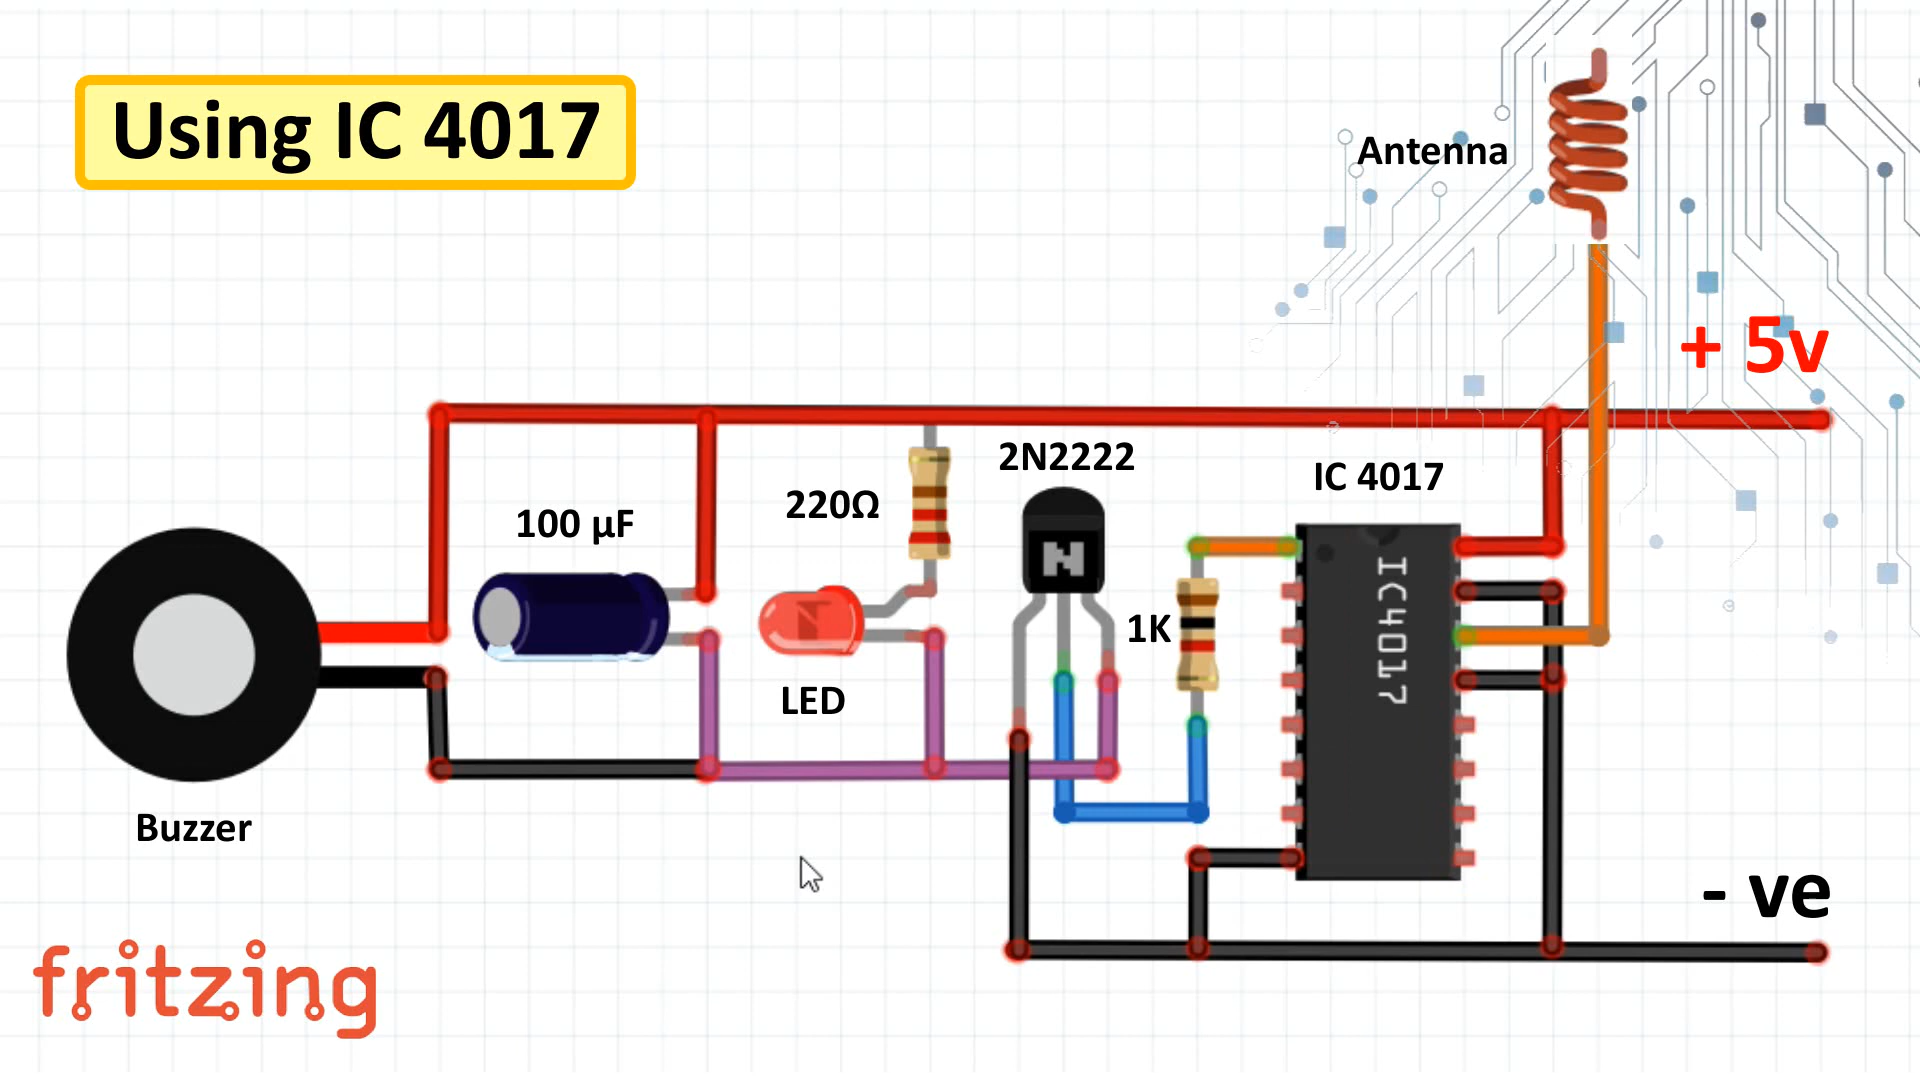 Using IC 4017
Antenna
+ 5v
2N2222
IC 4017
220Ω
100 µF
1K
IC4017
LED
Buzzer
- ve
fritzing